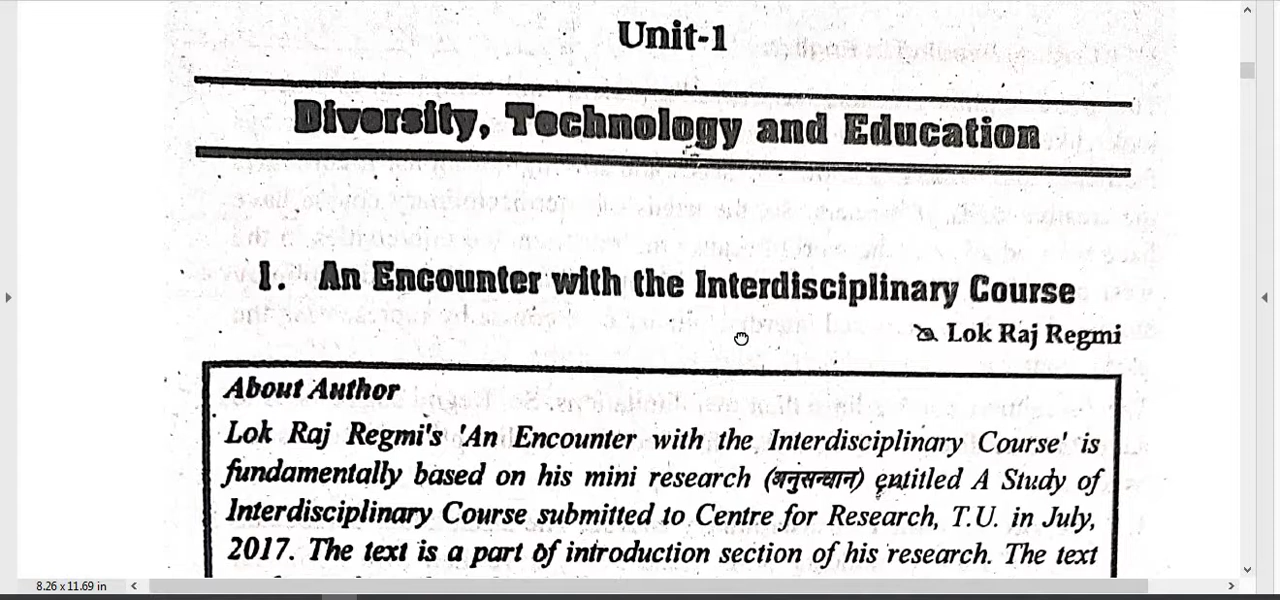 Unit-1
Diversity, Technology and Education
1. An Encounter with the Interdisciplinary Course
Lok Raj Regmi
About Author
Lok Raj Regmi's 'An Encounter with the Interdisciplinary Course' is
fundamentally based on his mini research (अनुसन्धान) entitled A Study of
Interdisciplinary Course submitted to Centre for Research, T.U. in July,
2017. The text is a part of introduction section of his research. The text
8.26 x 11.69 in